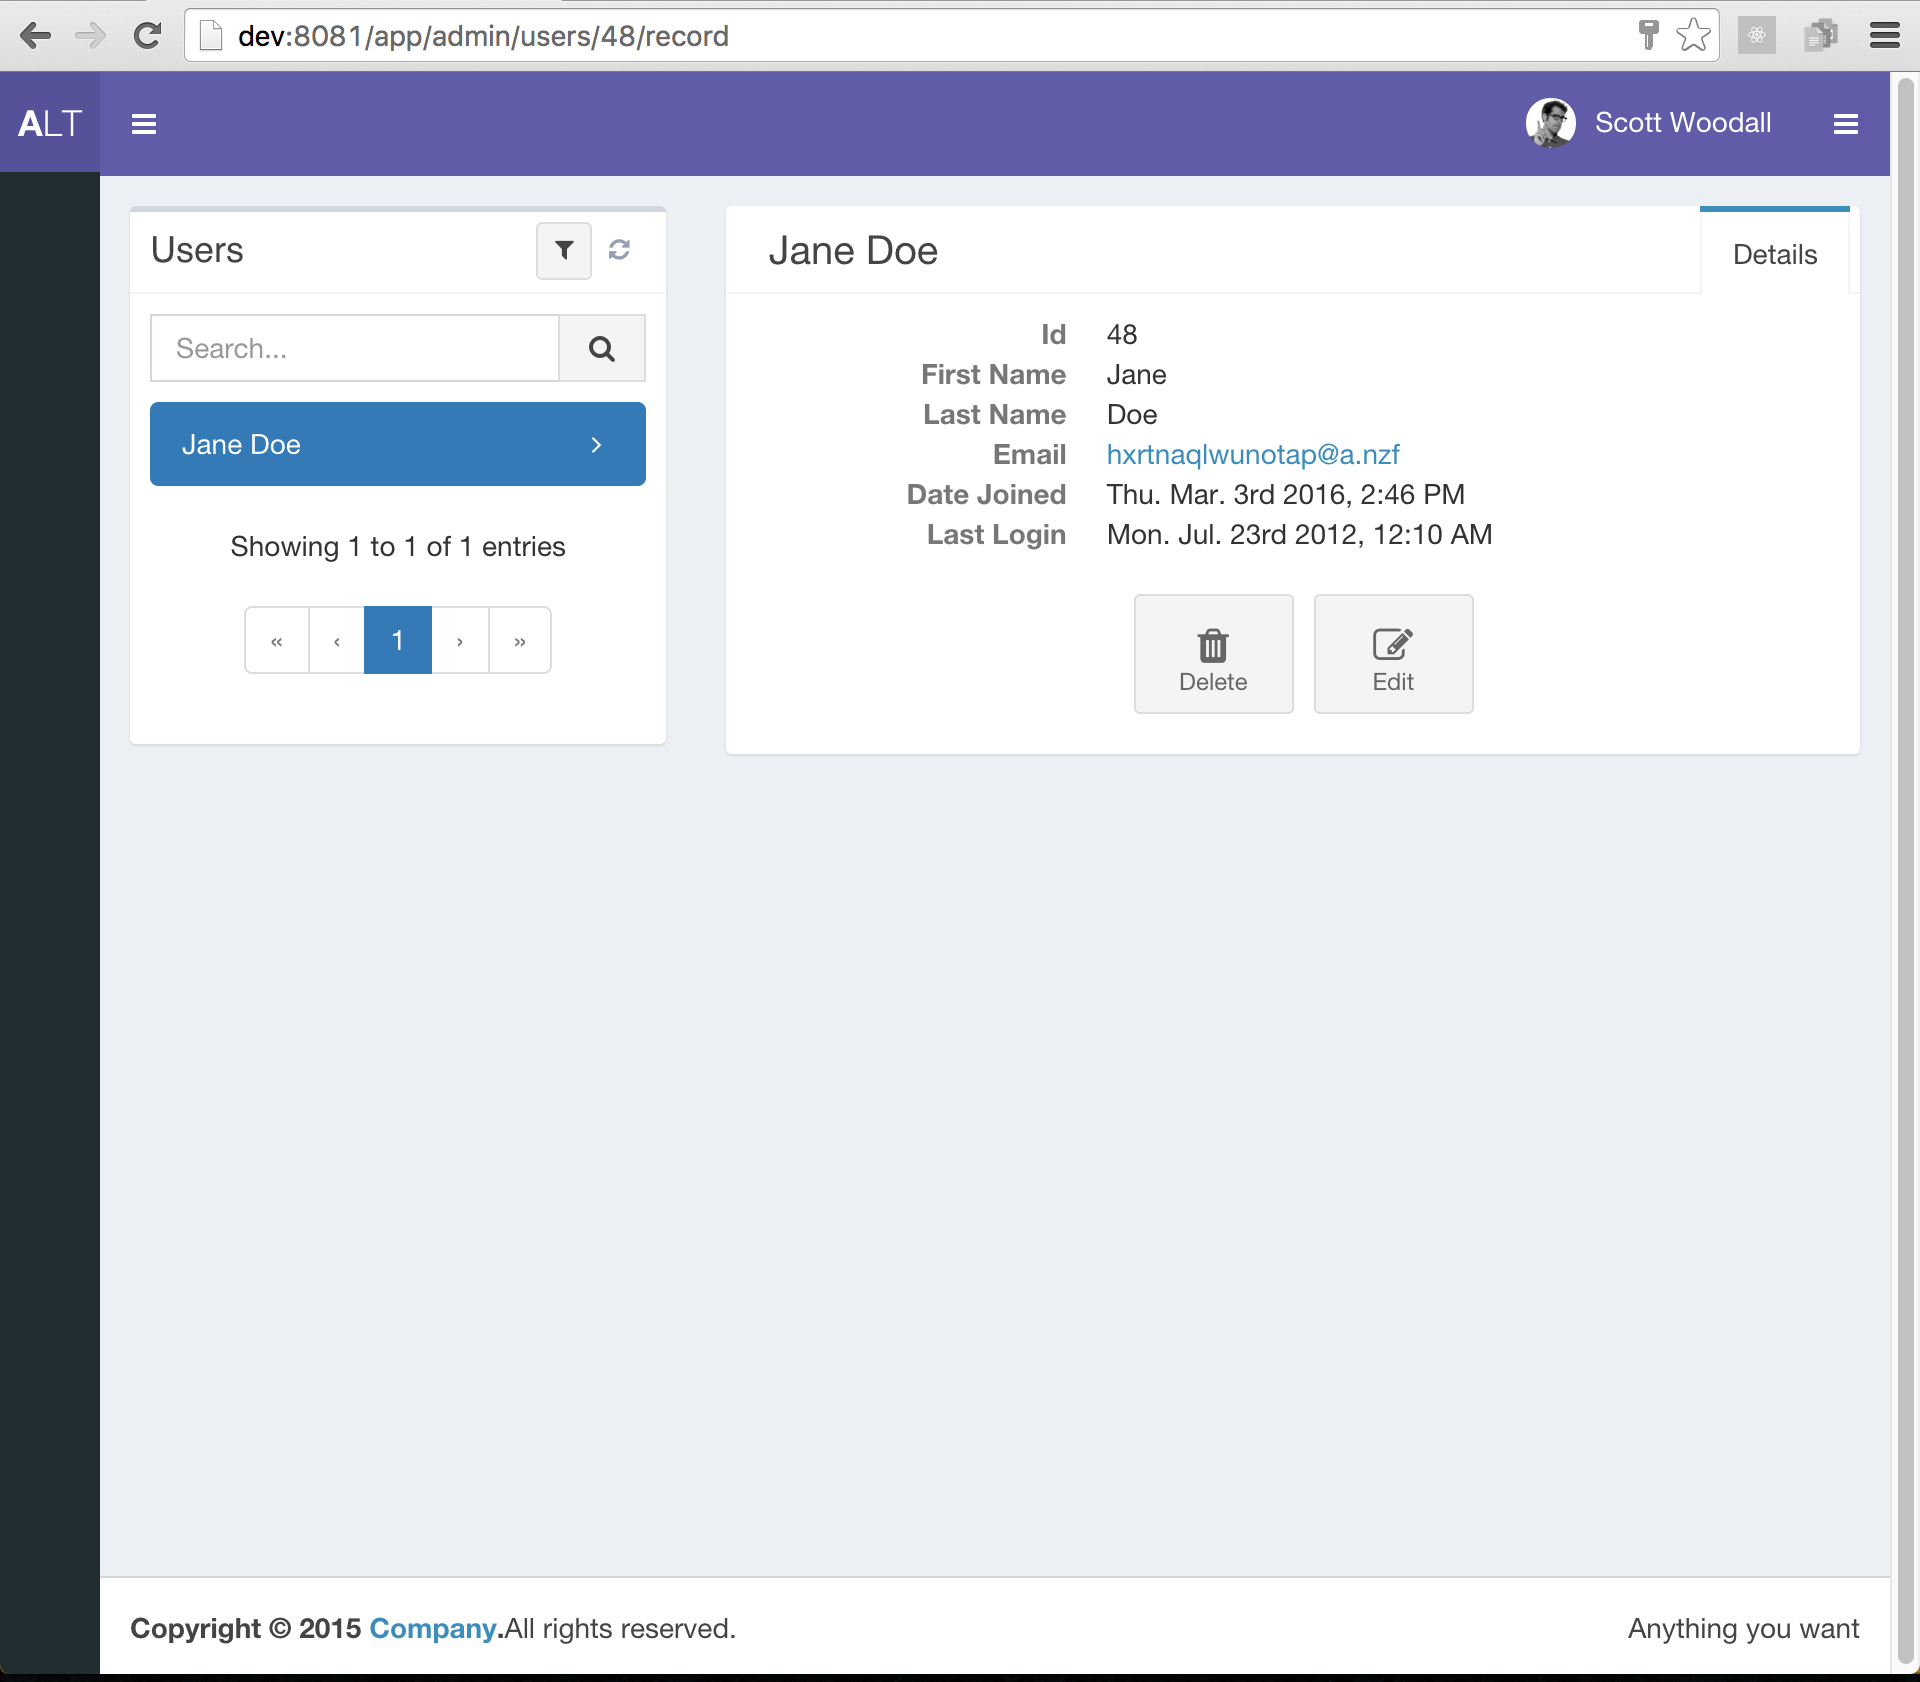 dev:8081/app/admin/users/48/record
ALT
Scott Woodall
Users
Search...
Jane Doe
Showing 1 to 1 of 1 entries
« ‹ 1 › »
Jane Doe
Details
Id 48
First Name Jane
Last Name Doe
Email hxrtnaqlwunotap@a.nzf
Date Joined Thu. Mar. 3rd 2016, 2:46 PM
Last Login Mon. Jul. 23rd 2012, 12:10 AM
Delete
Edit
Copyright © 2015 Company.All rights reserved.
Anything you want